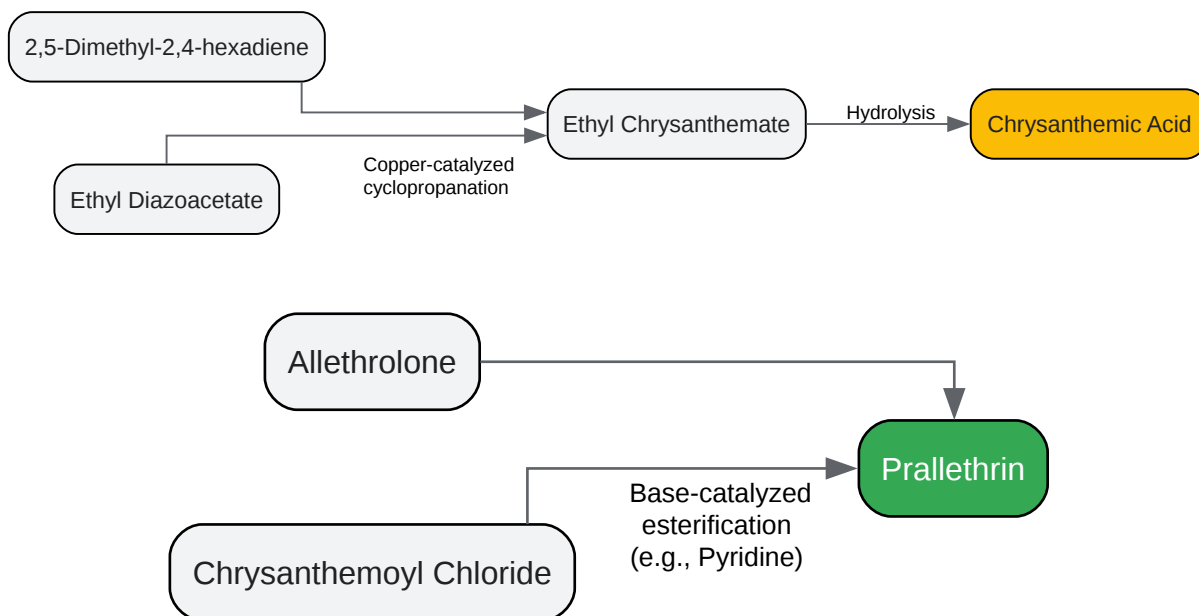 2,5-Dimethyl-2,4-hexadiene
Ethyl Chrysanthemate
Hydrolysis
Chrysanthemic Acid
Copper-catalyzed
cyclopropanation
Ethyl Diazoacetate
Allethrolone
Prallethrin
Base-catalyzed
esterification
(e.g., Pyridine)
Chrysanthemoyl Chloride